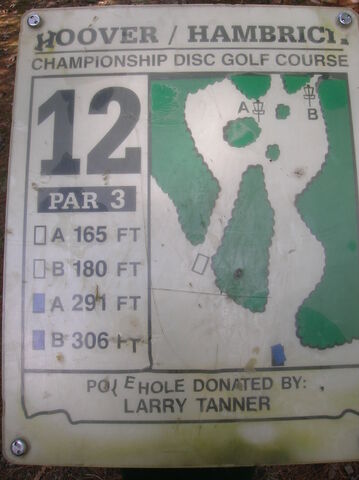 HOOVER / HAMBRICK
CHAMPIONSHIP DISC GOLF COURSE
12
PAR 3
A 165 FT
B 180 FT
A 291 FT
B 306 FT
A
B
POLE HOLE DONATED BY:
LARRY TANNER